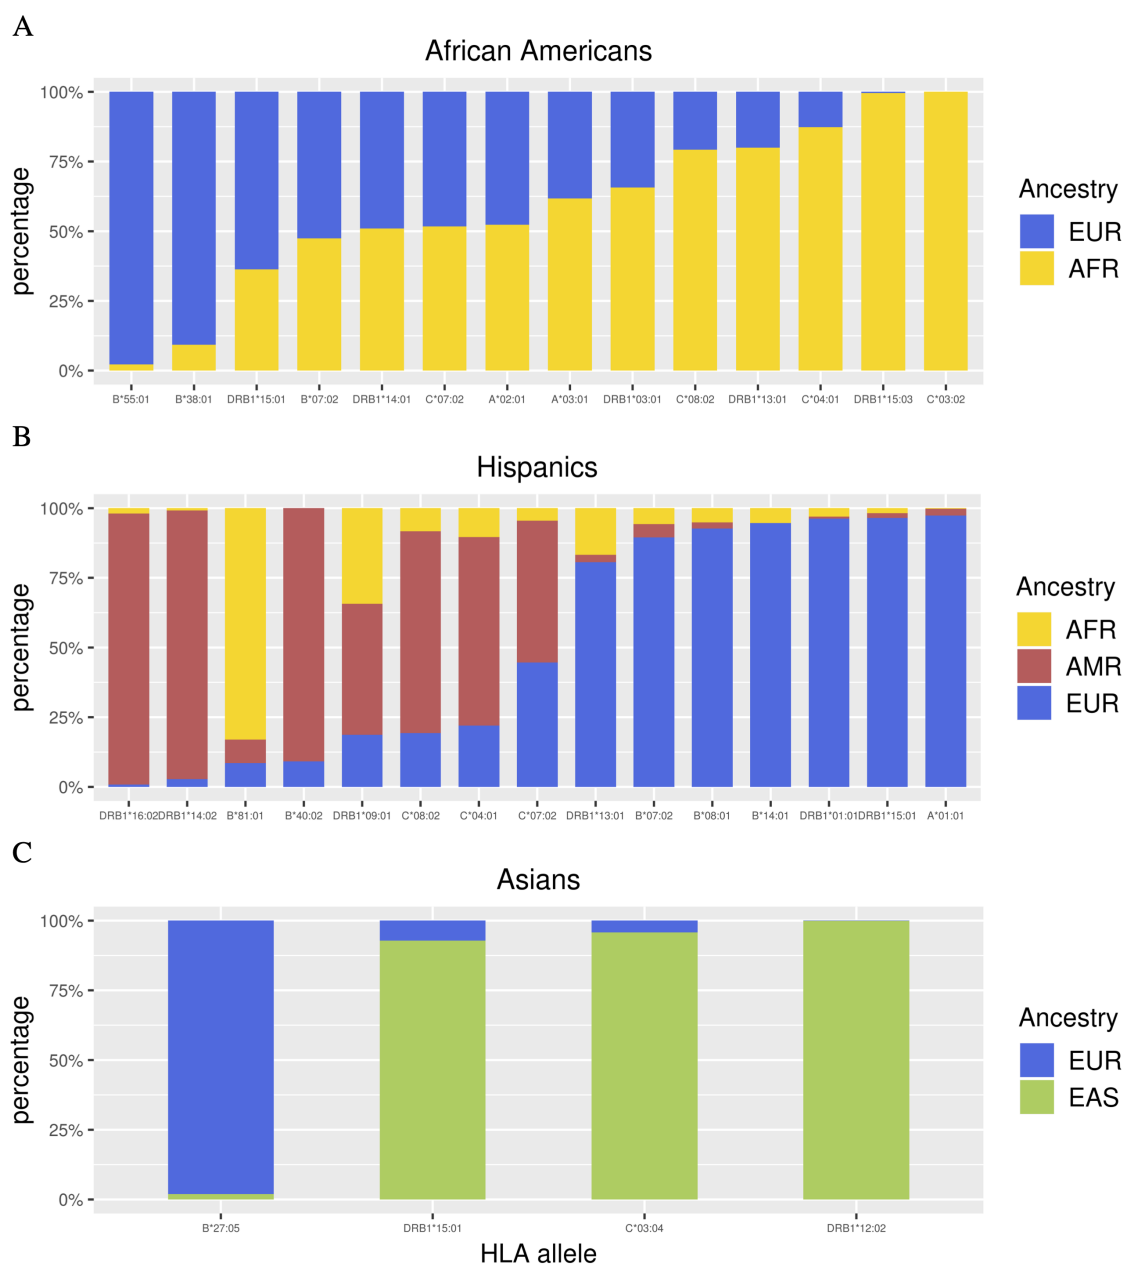 A
African Americans
percentage
100%
75%
50%
25%
0%
B*55:01 B*38:01 DRB1*15:01 B*07:02 DRB1*14:01 C*07:02 A*02:01 A*03:01 DRB1*03:01 C*08:02 DRB1*13:01 C*04:01 DRB1*15:03 C*03:02
Ancestry
EUR
AFR
B
Hispanics
percentage
100%
75%
50%
25%
0%
DRB1*16:02 DRB1*14:02 B*81:01 B*40:02 DRB1*09:01 C*08:02 C*04:01 C*07:02 DRB1*13:01 B*07:02 B*08:01 B*14:01 DRB1*01:01 DRB1*15:01 A*01:01
Ancestry
AFR
AMR
EUR
C
Asians
percentage
100%
75%
50%
25%
0%
B*27:05 DRB1*15:01 C*03:04 DRB1*12:02
HLA allele
Ancestry
EUR
EAS